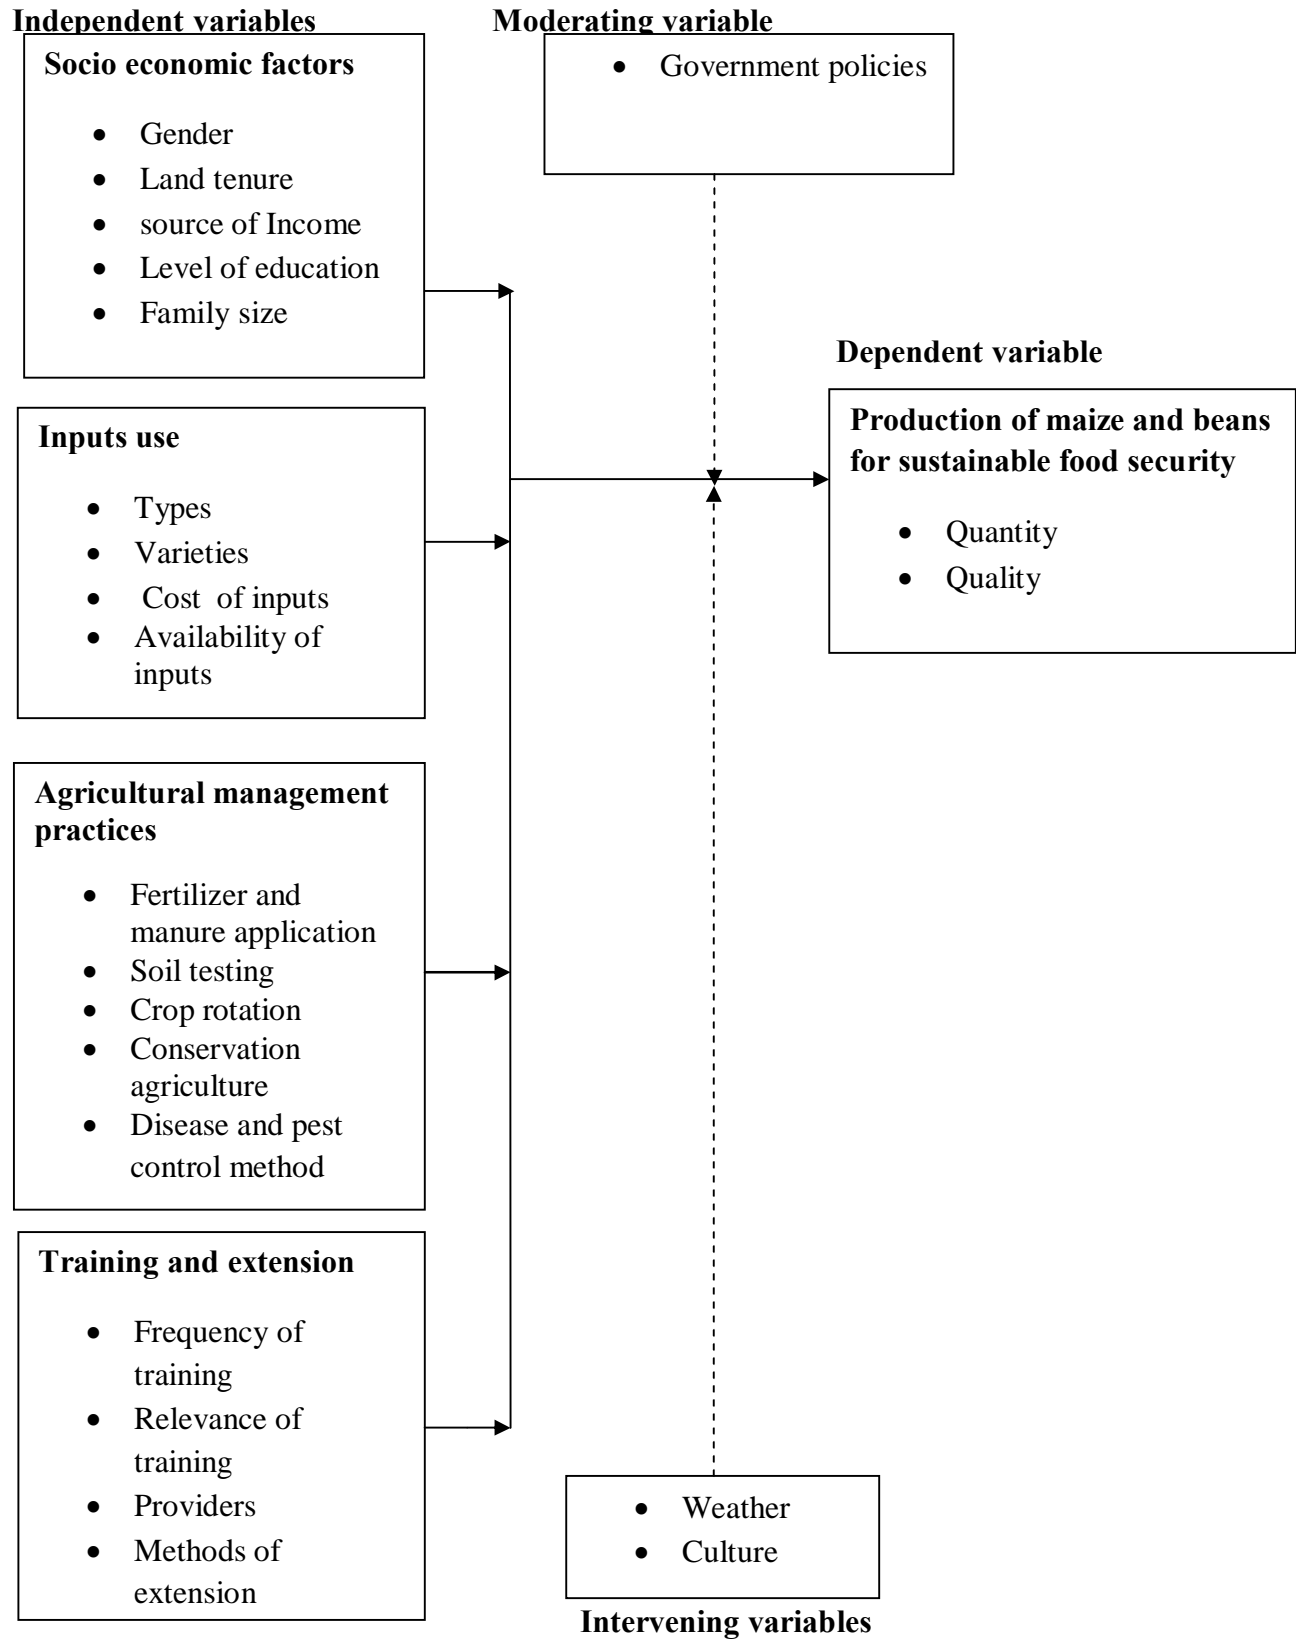 Independent variables
Socio economic factors
• Gender
• Land tenure
• source of Income
• Level of education
• Family size
Inputs use
• Types
• Varieties
• Cost of inputs
• Availability of
inputs
Agricultural management
practices
• Fertilizer and
manure application
• Soil testing
• Crop rotation
• Conservation
agriculture
• Disease and pest
control method
Training and extension
• Frequency of
training
• Relevance of
training
• Providers
• Methods of
extension
Moderating variable
• Government policies
Dependent variable
Production of maize and beans
for sustainable food security
• Quantity
• Quality
• Weather
• Culture
Intervening variables